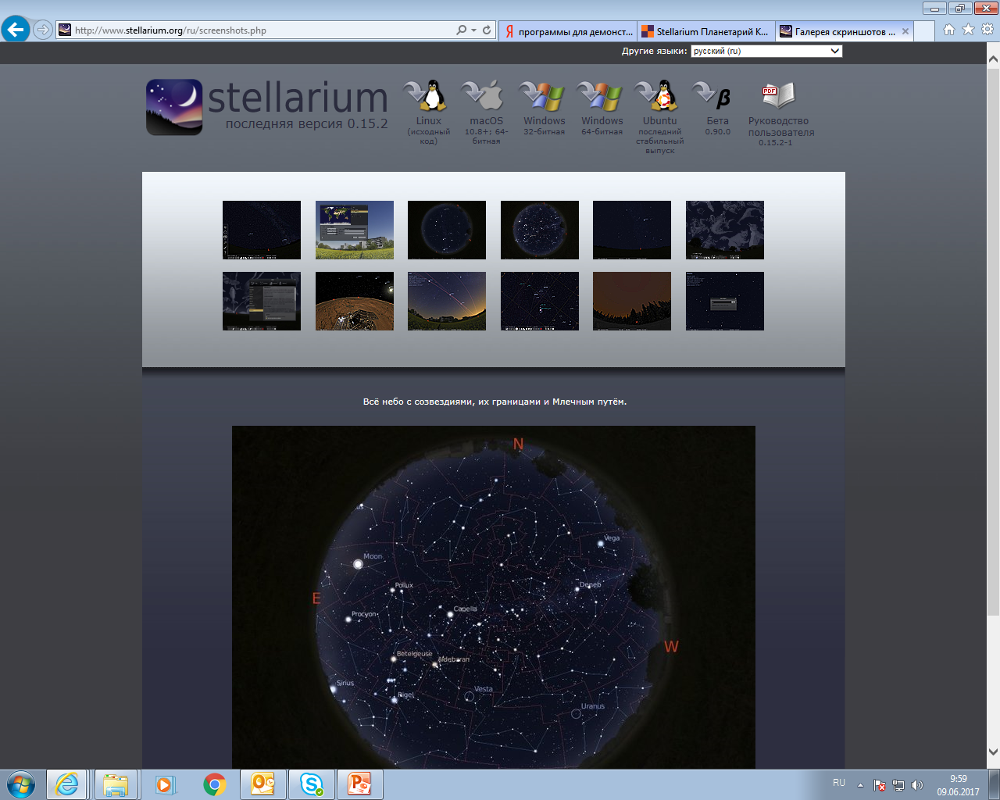 http://www.stellarium.org/ru/screenshots.php
программы для демонст...
Stellarium Планетарий К...
Галерея скриншотов ...
Другие языки: русский (ru)
stellarium
последняя версия 0.15.2
Linux
(исходный
код)
macOS
10.8+; 64-
битная
Windows
32-битная
Windows
64-битная
Ubuntu
последний
стабильный
выпуск
β
Бета
0.90.0
PDF
Руководство
пользователя
0.15.2-1
Всё небо с созвездиями, их границами и Млечным путём.
N
Vega
Moon
Pollux
Deneb
E
Capella
Procyon
W
Betelgeuse
Aldebaran
Sirius
Vesta
Rigel
Uranus
RU
9:59
09.06.2017